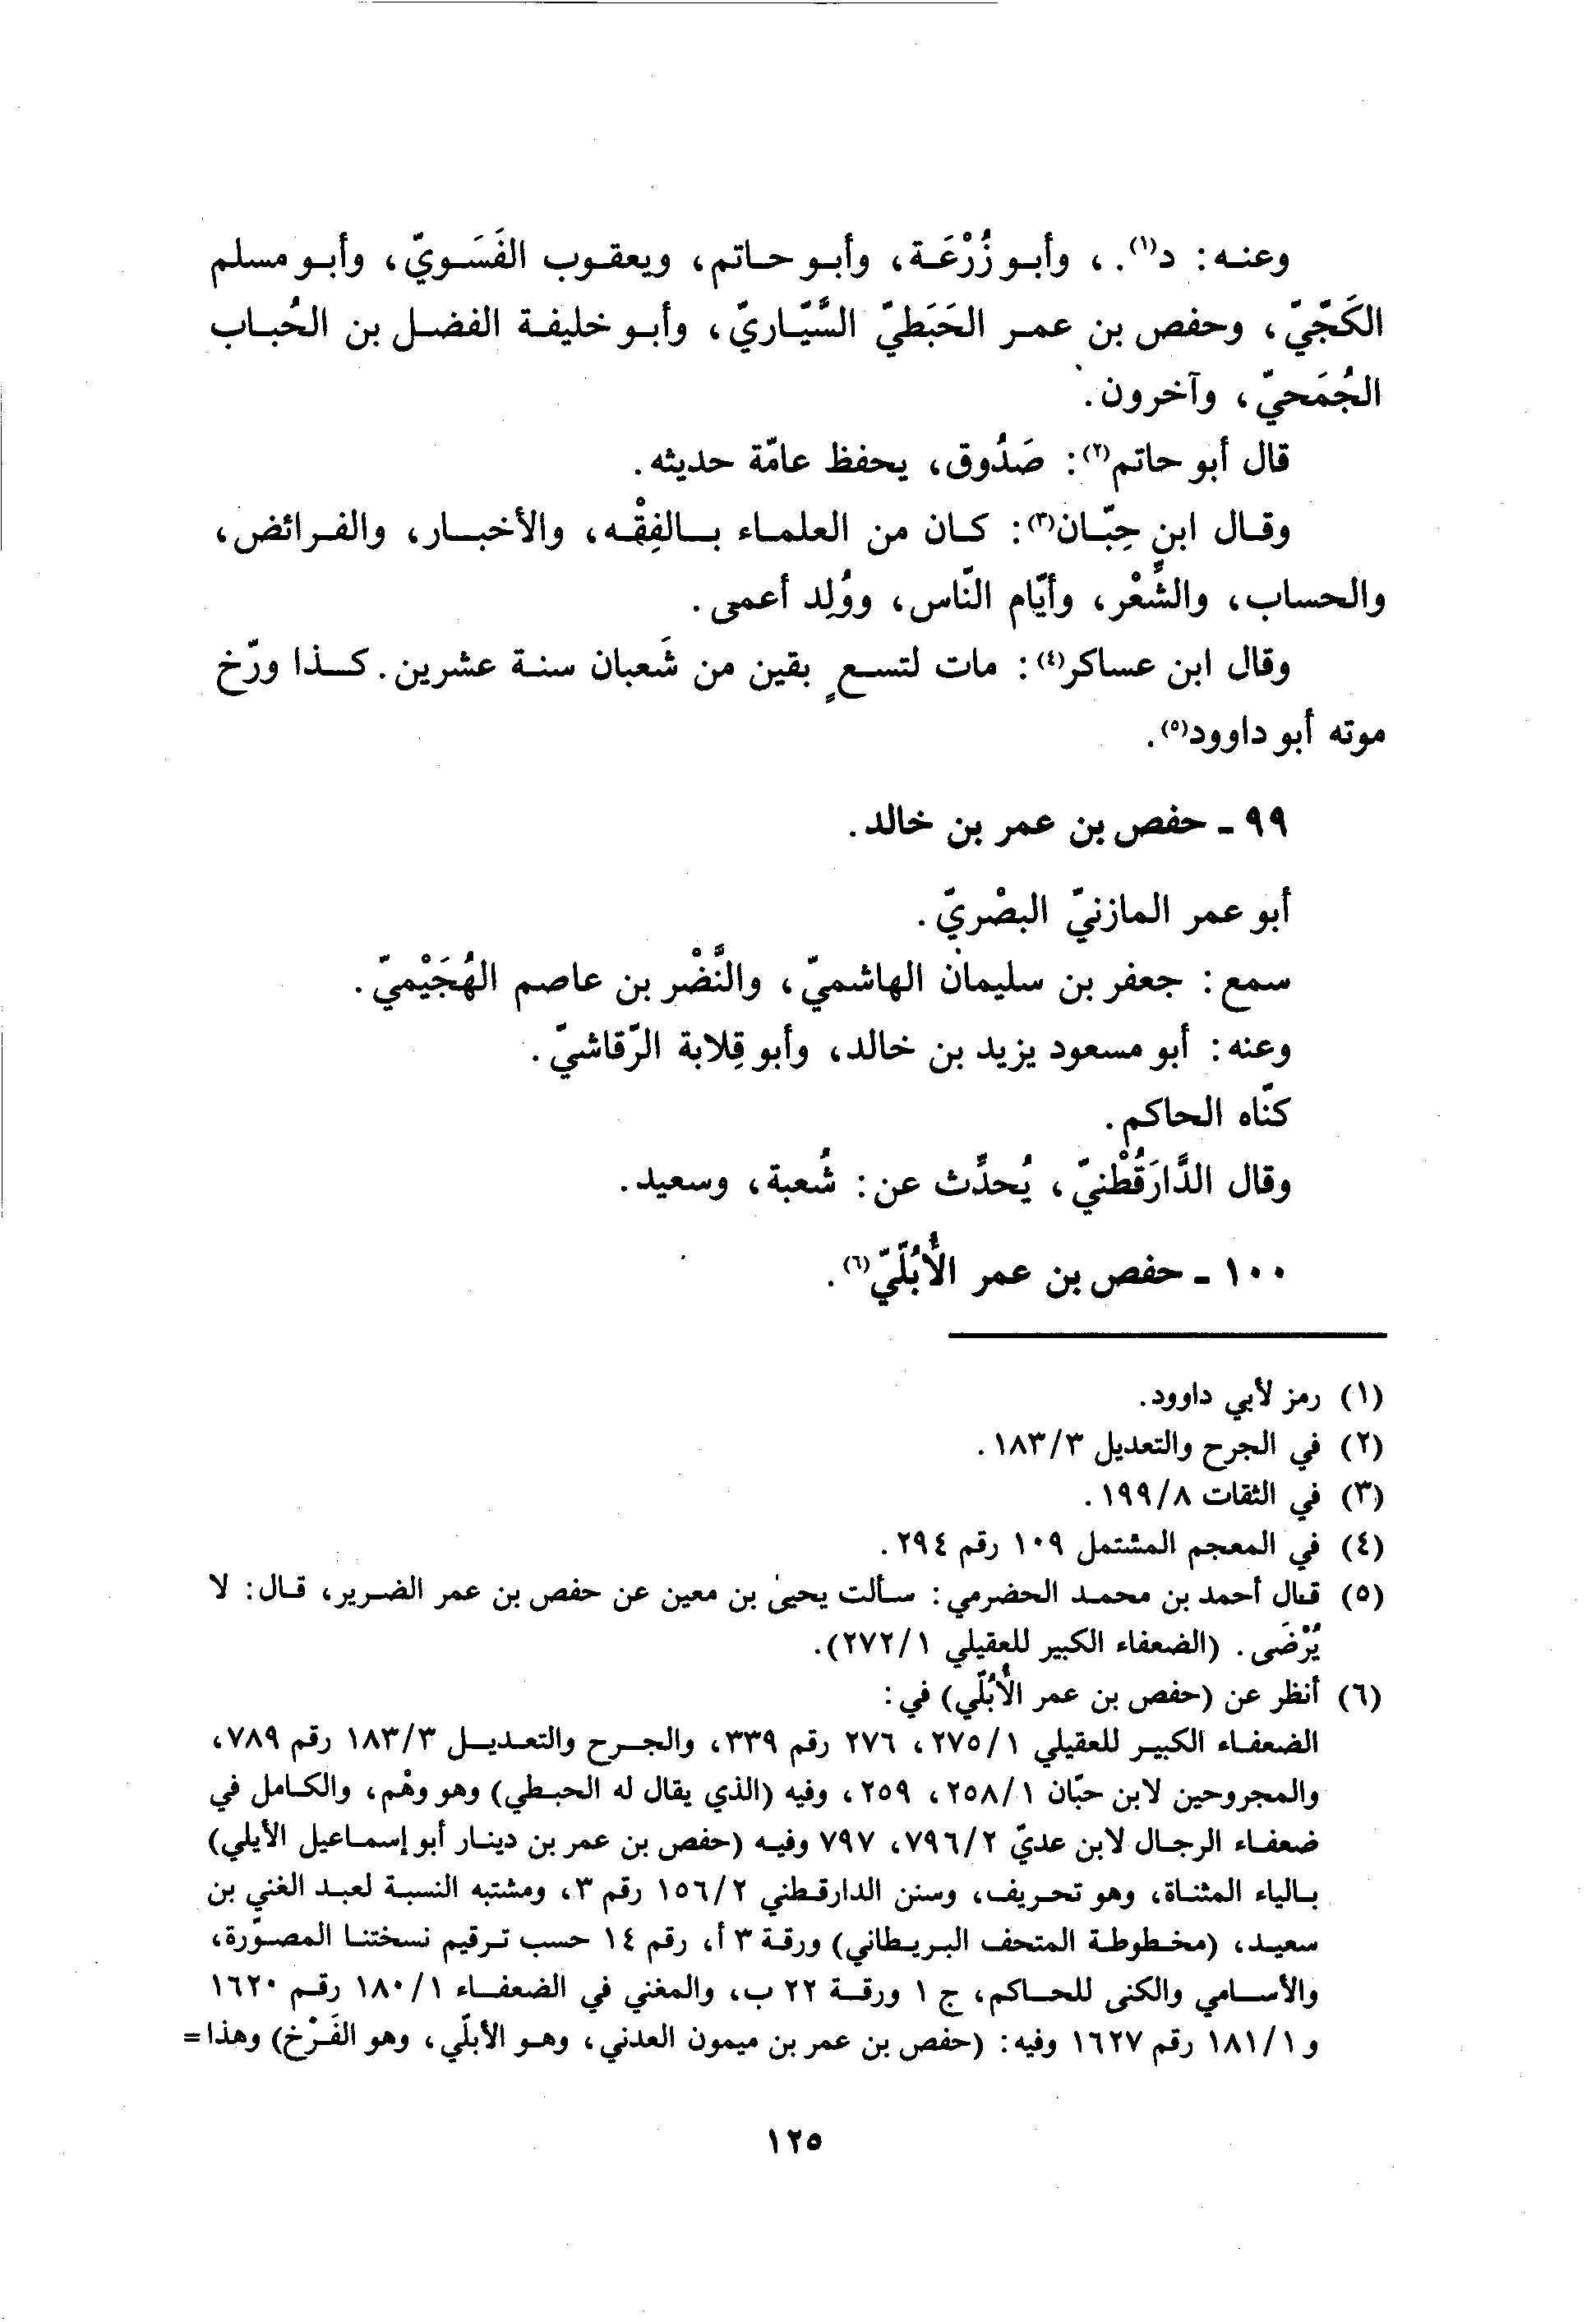 وعنه: د(١).، وأبو زُرْعَة، وأبو حاتم، ويعقوب الفَسَويّ، وأبو مسلم
الكَجّيّ، وحفص بن عمر الحَبَطيّ السَّيّاريّ، وأبو خليفة الفضل بن الحُباب
الجُمَحيّ، وآخرون.
قال أبو حاتم(٢): صَدُوق، يحفظ عامّة حديثه.
وقال ابن حِبّان(٣): كان من العلماء بالفِقْه، والأخبار، والفرائض،
والحساب، والشِّعْر، وأيّام النّاس، ووُلِد أعمى.
وقال ابن عساكر(٤): مات لتسعٍ بقين من شَعبان سنة عشرين. كذا ورّخ
موته أبو داوود(٥).
٩٩ ـ حفص بن عمر بن خالد.
أبو عمر المازنيّ البصْريّ.
سمع: جعفر بن سليمان الهاشميّ، والنَّضْر بن عاصم الهُجَيْميّ.
وعنه: أبو مسعود يزيد بن خالد، وأبو قِلابة الرّقاشيّ.
كنّاه الحاكم.
وقال الدَّارَقُطْنيّ، يُحدِّث عن: شُعبة، وسعيد.
١٠٠ ـ حفص بن عمر الأُبُلّيّ(٦).
(١) رمز لأبي داوود.
(٢) في الجرح والتعديل ١٨٣/٣.
(٣) في الثقات ١٩٩/٨.
(٤) في المعجم المشتمل ١٠٩ رقم ٢٩٤.
(٥) قال أحمد بن محمد الحضرمي: سألت يحيىٰ بن معين عن حفص بن عمر الضرير، قال: لا
يُرْضَى. (الضعفاء الكبير للعقيلي ٢٧٢/١).
(٦) أنظر عن (حفص بن عمر الأُبُلّي) في:
الضعفاء الكبير للعقيلي ٢٧٥/١، ٢٧٦ رقم ٣٣٩، والجرح والتعديل ١٨٣/٣ رقم ٧٨٩،
والمجروحين لابن حبّان ٢٥٨/١، ٢٥٩، وفيه (الذي يقال له الحبطي) وهو وهْم، والكامل في
ضعفاء الرجال لابن عديّ ٧٩٦/٢، ٧٩٧ وفيه (حفص بن عمر بن دينار أبو إسماعيل الأيلي)
بالياء المثناة، وهو تحريف، وسنن الدارقطني ١٥٦/٢ رقم ٣، ومشتبه النسبة لعبد الغني بن
سعيد، (مخطوطة المتحف البريطاني) ورقة ٣ أ، رقم ١٤ حسب ترقيم نسختنا المصوّرة،
والأسامي والكنى للحاكم، ج ١ ورقة ٢٢ ب، والمغني في الضعفاء ١٨٠/١ رقم ١٦٢٠
و ١٨١/١ رقم ١٦٢٧ وفيه: (حفص بن عمر بن ميمون العدني، وهو الأبلّي، وهو الفَرْخ) وهذا =
١٢٥